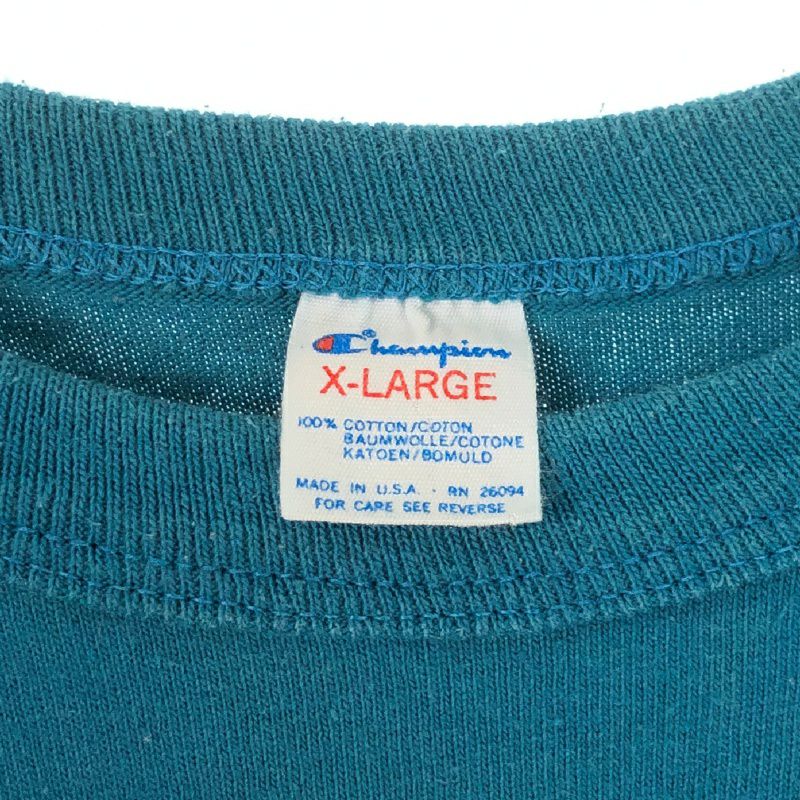 Champion
X-LARGE
100% COTTON/COTON
BAUMWOLLE/COTONE
KATOEN/BOMULD
MADE IN U.S.A. · RN 26094
FOR CARE SEE REVERSE